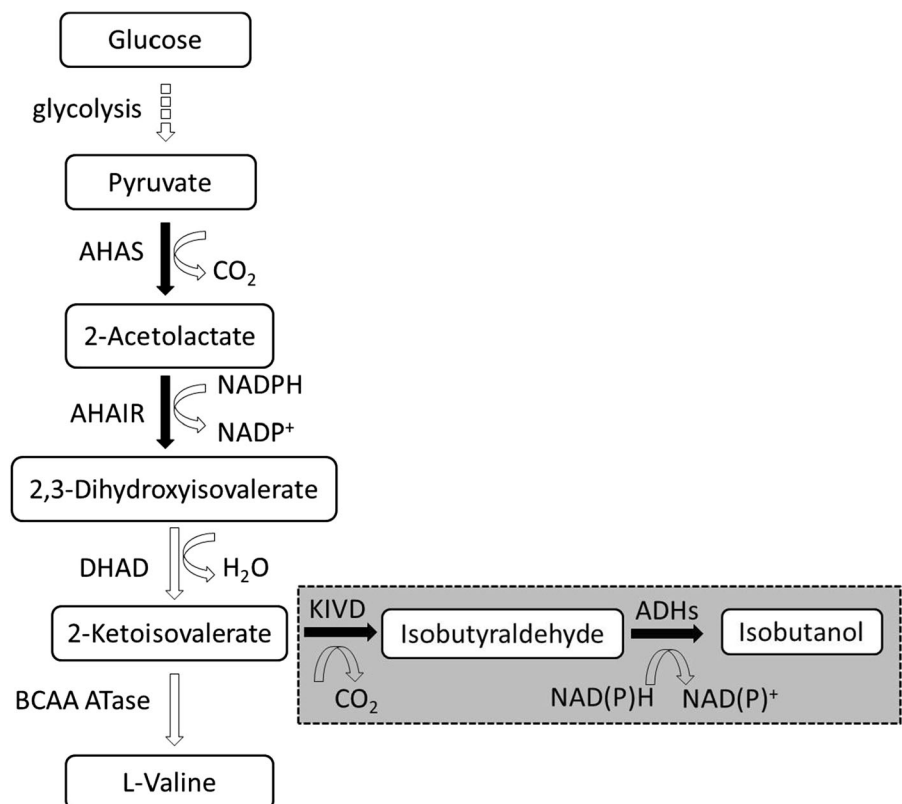 Glucose
glycolysis
Pyruvate
AHAS
CO₂
2-Acetolactate
NADPH
AHAIR
NADP⁺
2,3-Dihydroxyisovalerate
DHAD
H₂O
KIVD
ADHs
2-Ketoisovalerate
Isobutyraldehyde
Isobutanol
CO₂
NAD(P)H
NAD(P)⁺
BCAA ATase
L-Valine